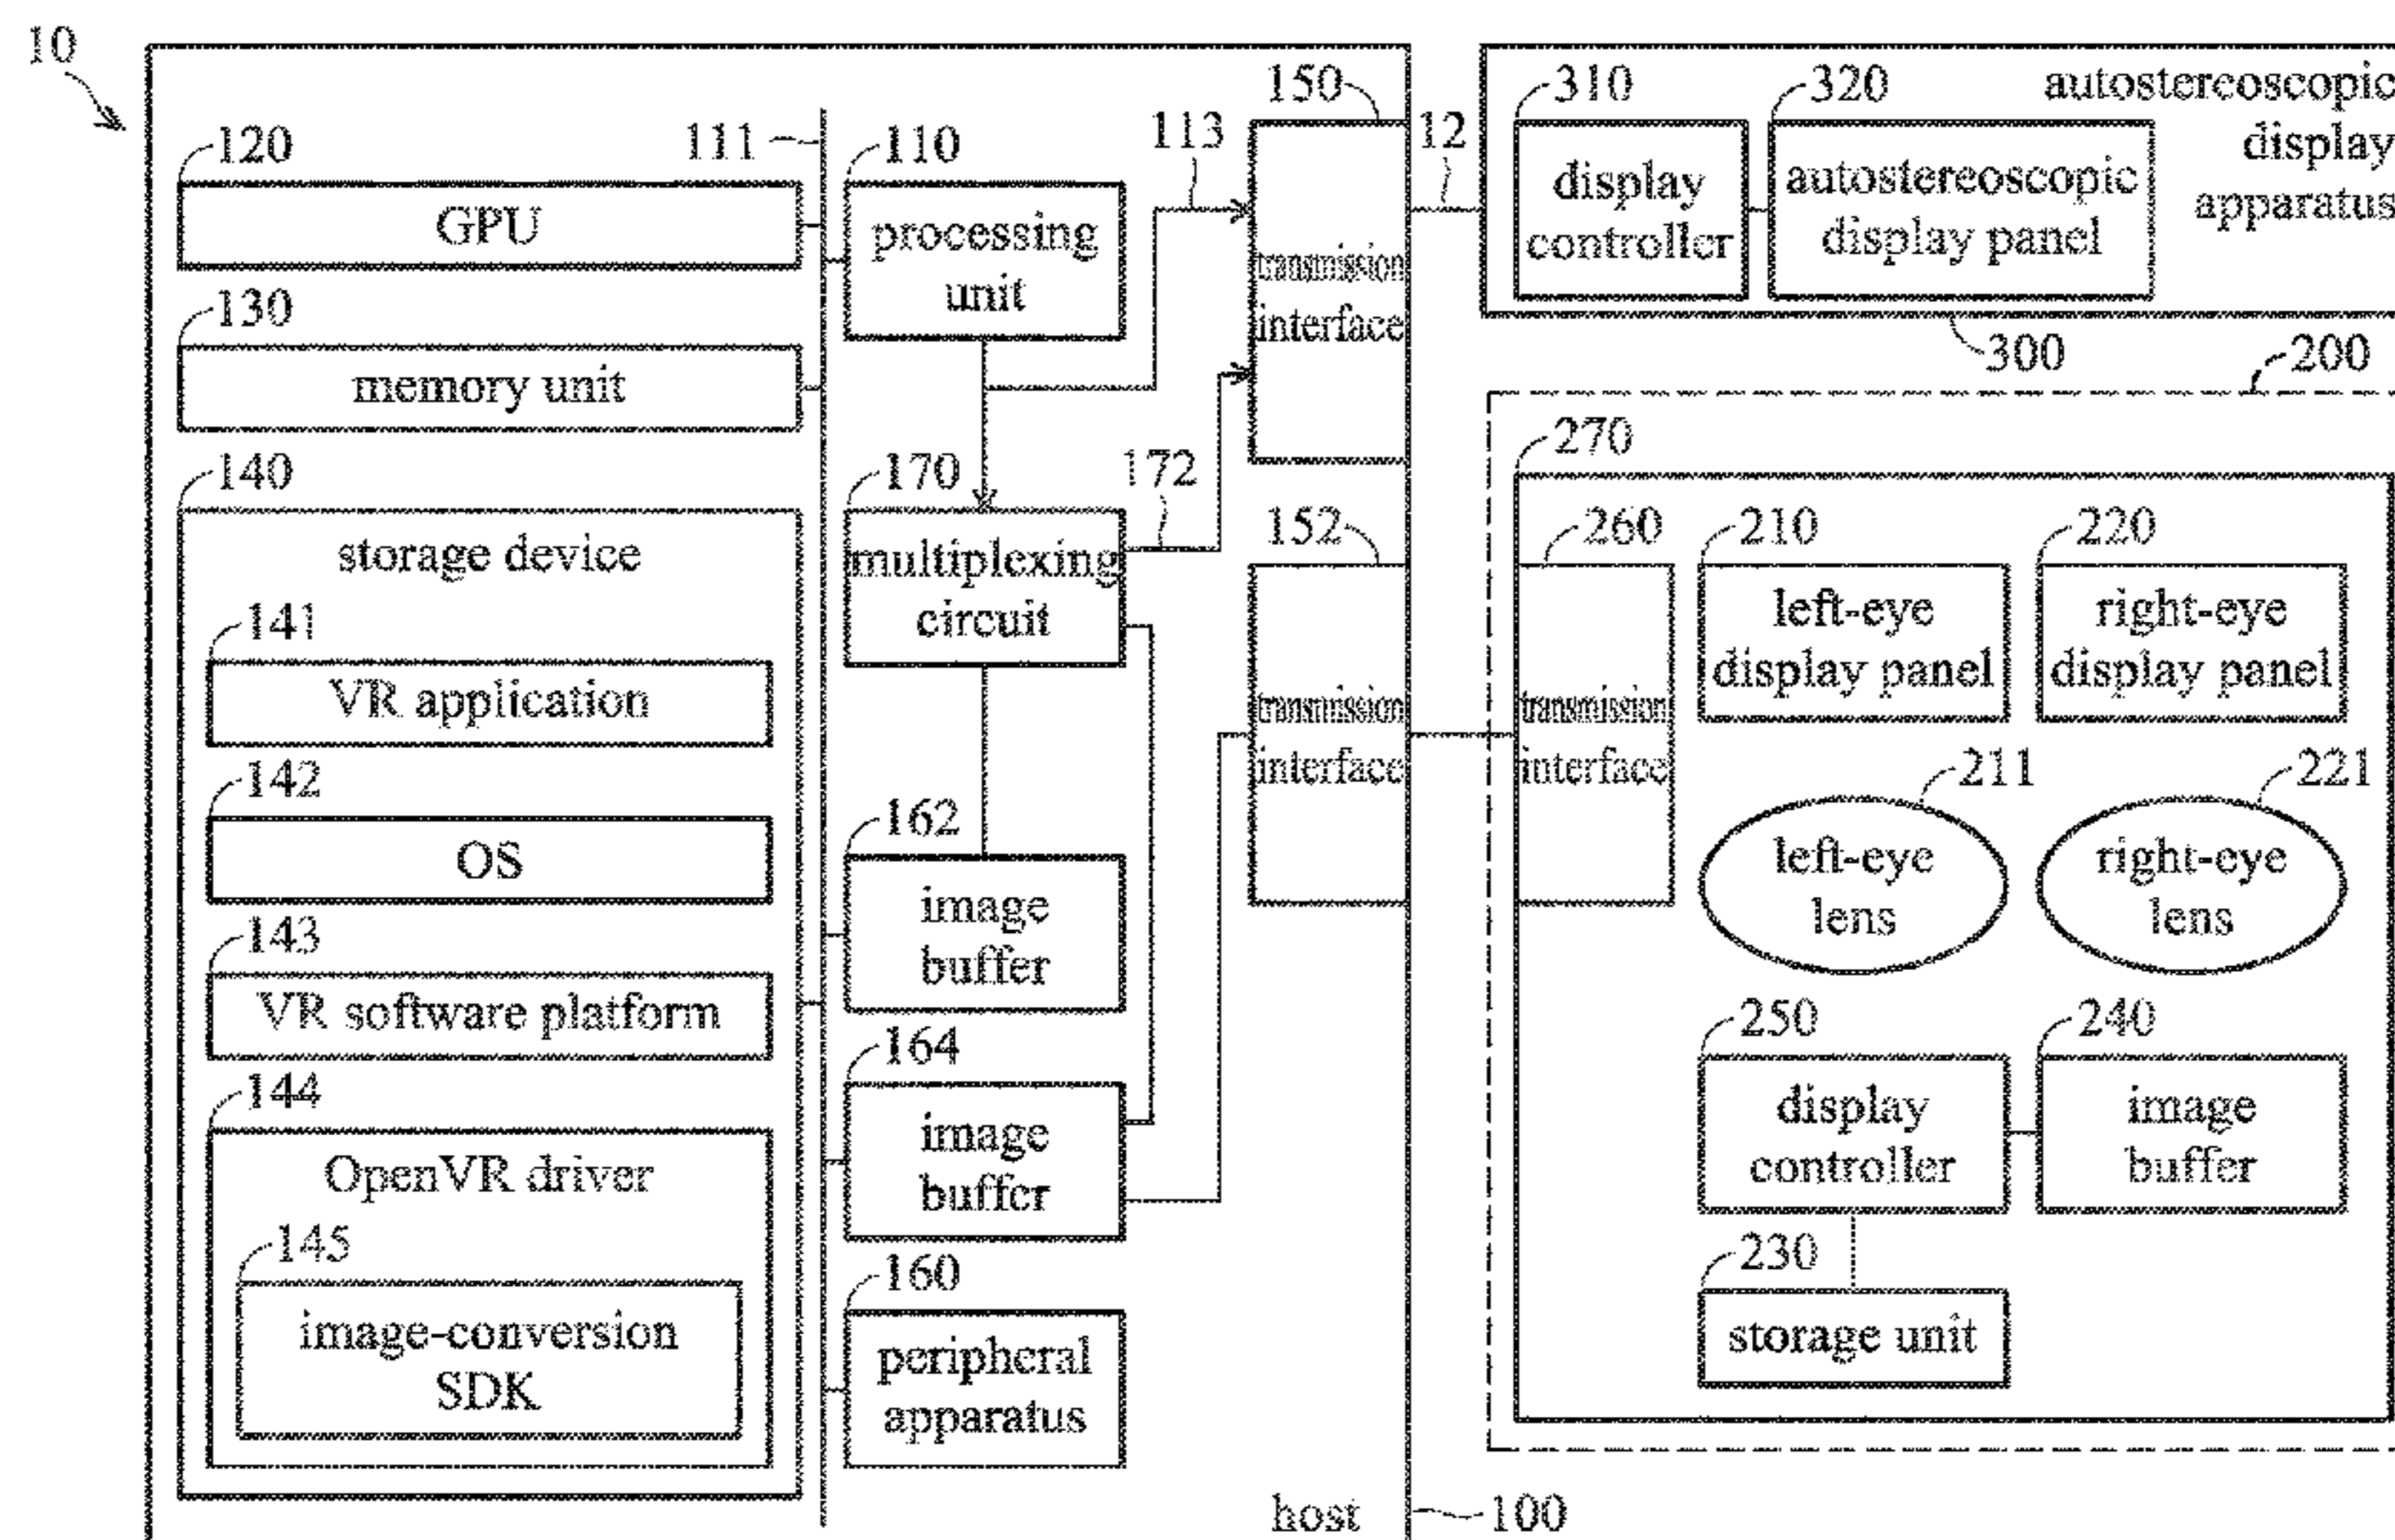 10
120
GPU
130
memory unit
140
storage device
141
VR application
142
OS
143
VR software platform
144
OpenVR driver
145
image-conversion
SDK
111
110
processing
unit
113
170
multiplexing
circuit
172
162
image
buffer
164
image
buffer
160
peripheral
apparatus
150
transmission
interface
152
transmission
interface
host
100
12
310
display
controller
320
autostereoscopic
display panel
autostereoscopic
display
apparatus
300
200
270
260
transmission
interface
210
left-eye
display panel
220
right-eye
display panel
211
left-eye
lens
221
right-eye
lens
250
display
controller
240
image
buffer
230
storage unit